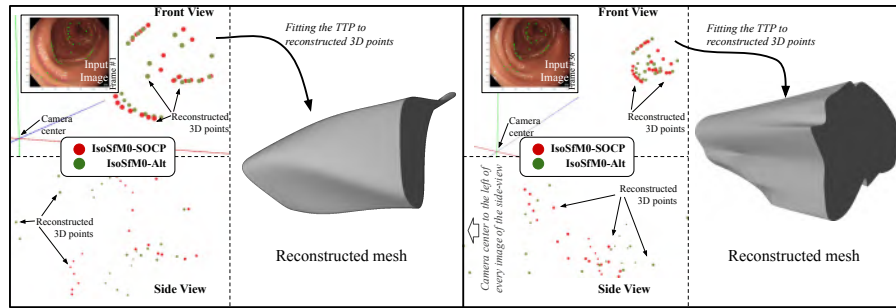 Front View
Input
Image
Frame #1
Fitting the TTP to
reconstructed 3D points
Camera
center
Reconstructed
3D points
IsoSfM0-SOCP
IsoSfM0-Alt
Reconstructed
3D points
Side View
Reconstructed mesh
Front View
Input
Image
Frame #36
Fitting the TTP to
reconstructed 3D points
Camera
center
Reconstructed
3D points
IsoSfM0-SOCP
IsoSfM0-Alt
Camera center to the left of
every image of the side-view
Reconstructed
3D points
Side View
Reconstructed mesh